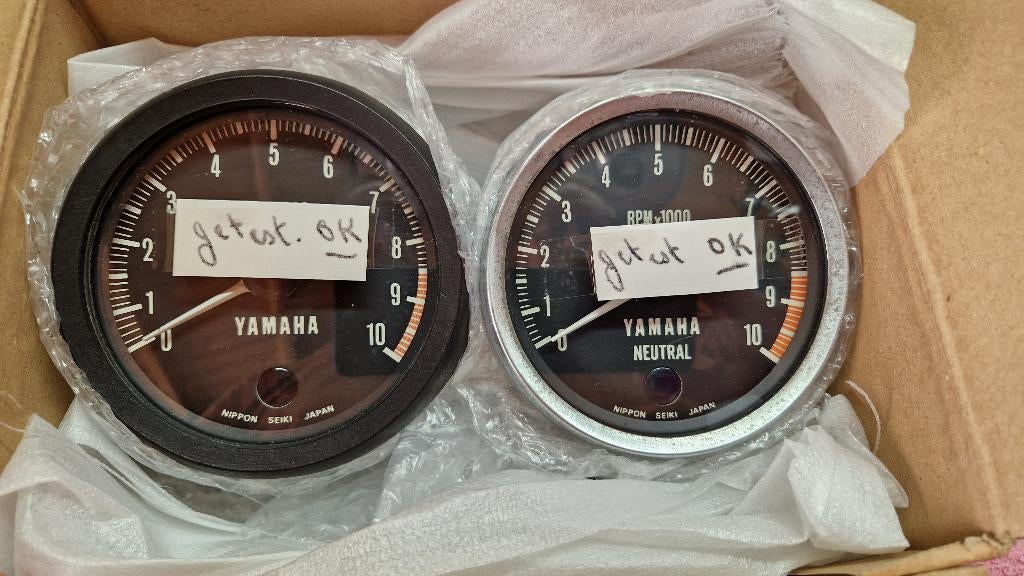 0 1 2 3 4 5 6 7 8 9 10
getest. OK
YAMAHA
NIPPON SEIKI JAPAN
0 1 2 3 4 5 6 7 8 9 10
RPM×1000
getest OK
YAMAHA
NEUTRAL
NIPPON SEIKI JAPAN